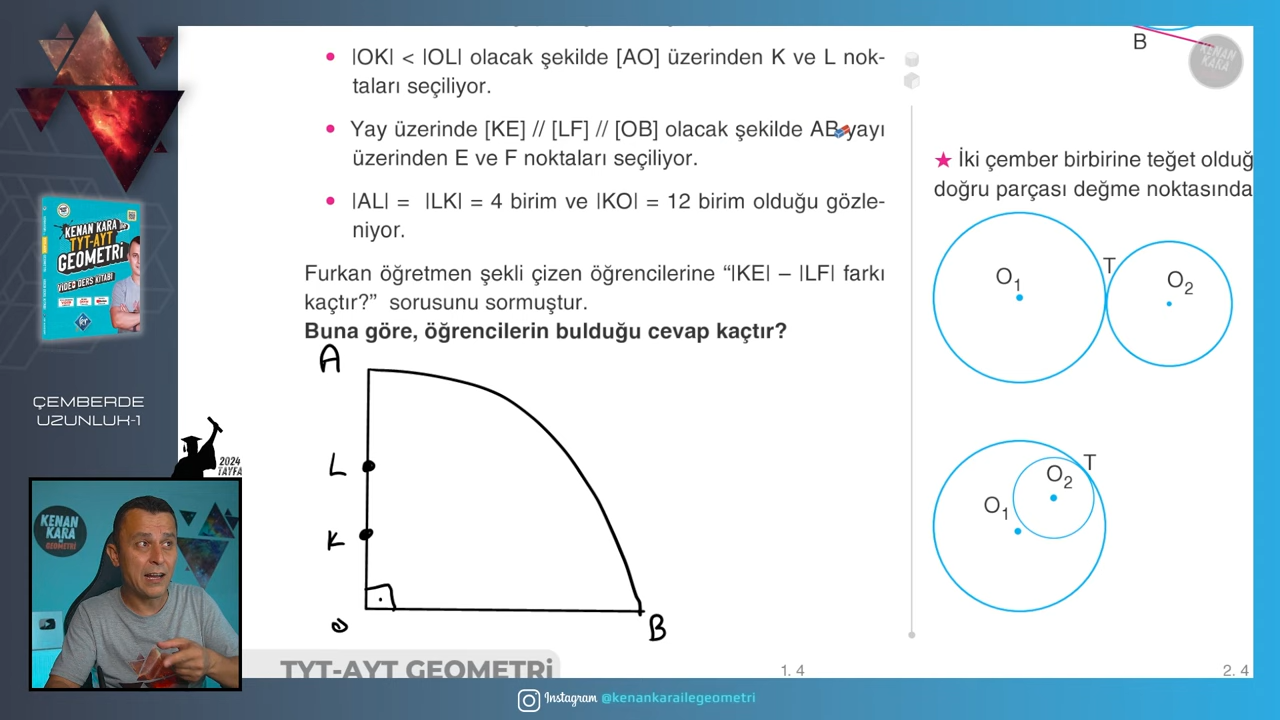 |OK| < |OL| olacak şekilde [AO] üzerinden K ve L nok-
taları seçiliyor.
Yay üzerinde [KE] // [LF] // [OB] olacak şekilde AB yayı
üzerinden E ve F noktaları seçiliyor.
|AL| = |LK| = 4 birim ve |KO| = 12 birim olduğu gözle-
niyor.
Furkan öğretmen şekli çizen öğrencilerine “|KE| – |LF| farkı
kaçtır?” sorusunu sormuştur.
Buna göre, öğrencilerin bulduğu cevap kaçtır?
A
L
K
O
B
TYT-AYT GEOMETRİ
1. 4
B
KENAN
KARA
★ İki çember birbirine teğet olduğ
doğru parçası değme noktasında
O1
T
O2
O1
O2
T
2. 4
KENAN KARA
TYT-AYT
GEOMETRİ
VİDEO DERS KİTABI
ÇEMBERDE
UZUNLUK-1
2024
TAYFA
KENAN
KARA
GEOMETRİ
Instagram @kenankarailegeometri